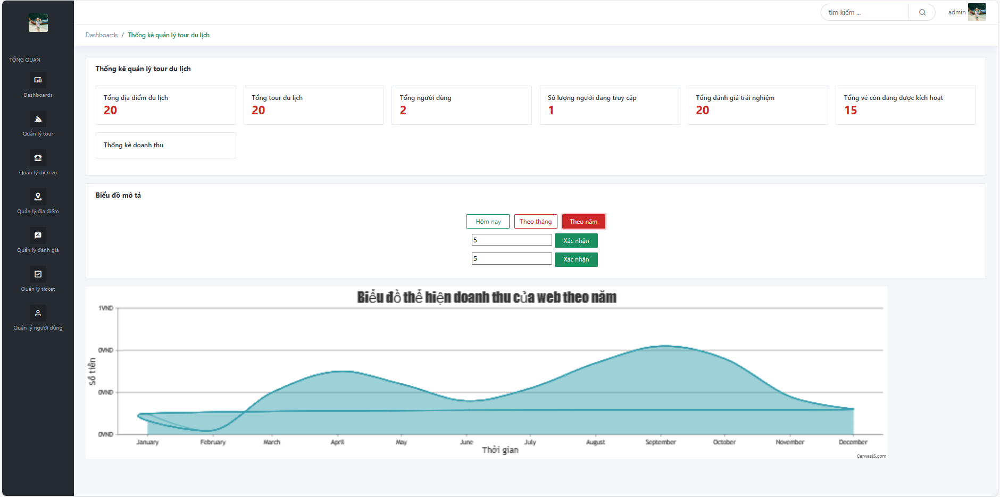 tìm kiếm ...
admin
Dashboards / Thống kê quản lý tour du lịch
TỔNG QUAN
Dashboards
Quản lý tour
Quản lý dịch vụ
Quản lý địa điểm
Quản lý đánh giá
Quản lý ticket
Quản lý người dùng
Thống kê quản lý tour du lịch
Tổng địa điểm du lịch
20
Tổng tour du lịch
20
Tổng người dùng
2
Số lượng người đang truy cập
1
Tổng đánh giá trải nghiệm
20
Tổng vé còn đang được kích hoạt
15
Thống kê doanh thu
Biểu đồ mô tả
Hôm nay
Theo tháng
Theo năm
5
Xác nhận
5
Xác nhận
Biểu đồ thể hiện doanh thu của web theo năm
Số tiền
1VND
0VND
0VND
0VND
January February March April May June July August September October November December
Thời gian
CanvasJS.com